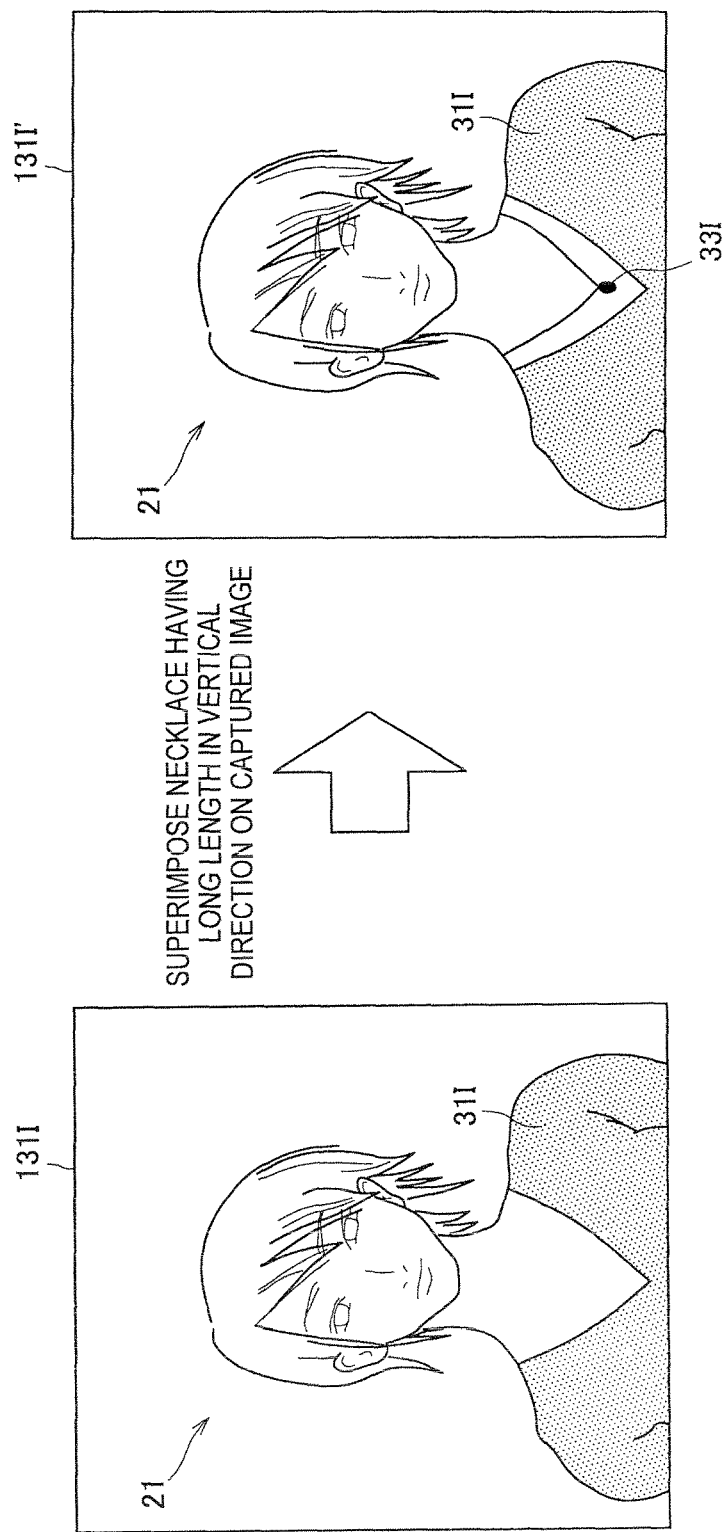 131I
21
31I
SUPERIMPOSE NECKLACE HAVING
LONG LENGTH IN VERTICAL
DIRECTION ON CAPTURED IMAGE
131I'
21
31I
33I